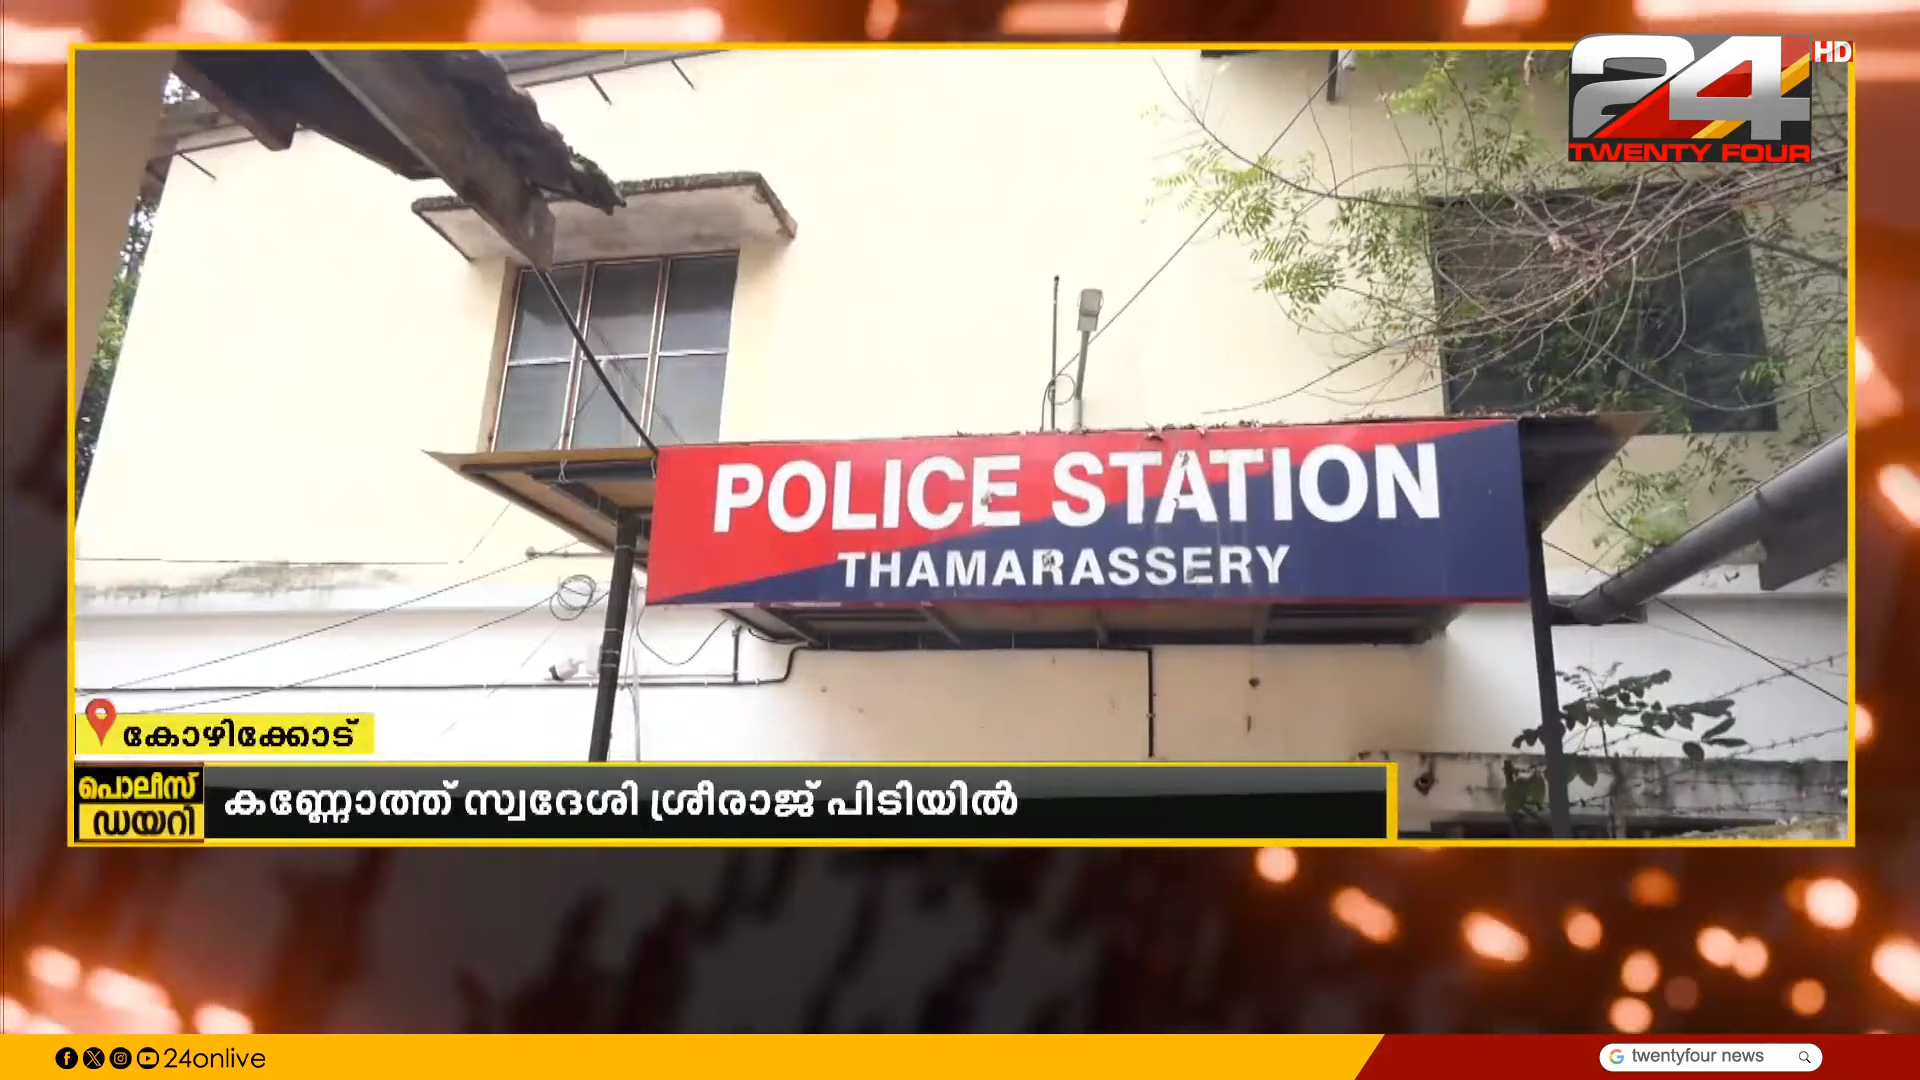 24
HD
TWENTY FOUR
POLICE STATION
THAMARASSERY
കോഴിക്കോട്
പൊലീസ്
ഡയറി
കണ്ണോത്ത് സ്വദേശി ശ്രീരാജ് പിടിയിൽ
24onlive
twentyfour news